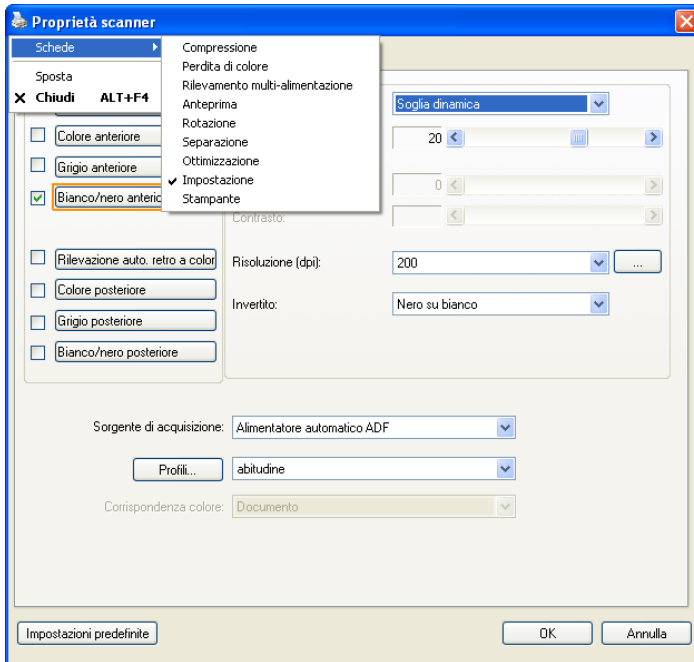 Proprietà scanner
Schede
Sposta
Chiudi ALT+F4
Compressione
Perdita di colore
Rilevamento multi-alimentazione
Anteprima
Rotazione
Separazione
Ottimizzazione
Impostazione
Stampante
Soglia dinamica
Colore anteriore
20
Grigio anteriore
Bianco/nero anterio
0
Contrasto:
Rilevazione auto. retro a color
Risoluzione (dpi):
200
...
Colore posteriore
Invertito:
Nero su bianco
Grigio posteriore
Bianco/nero posteriore
Sorgente di acquisizione:
Alimentatore automatico ADF
Profili...
abitudine
Corrispondenza colore:
Documento
Impostazioni predefinite
OK
Annulla